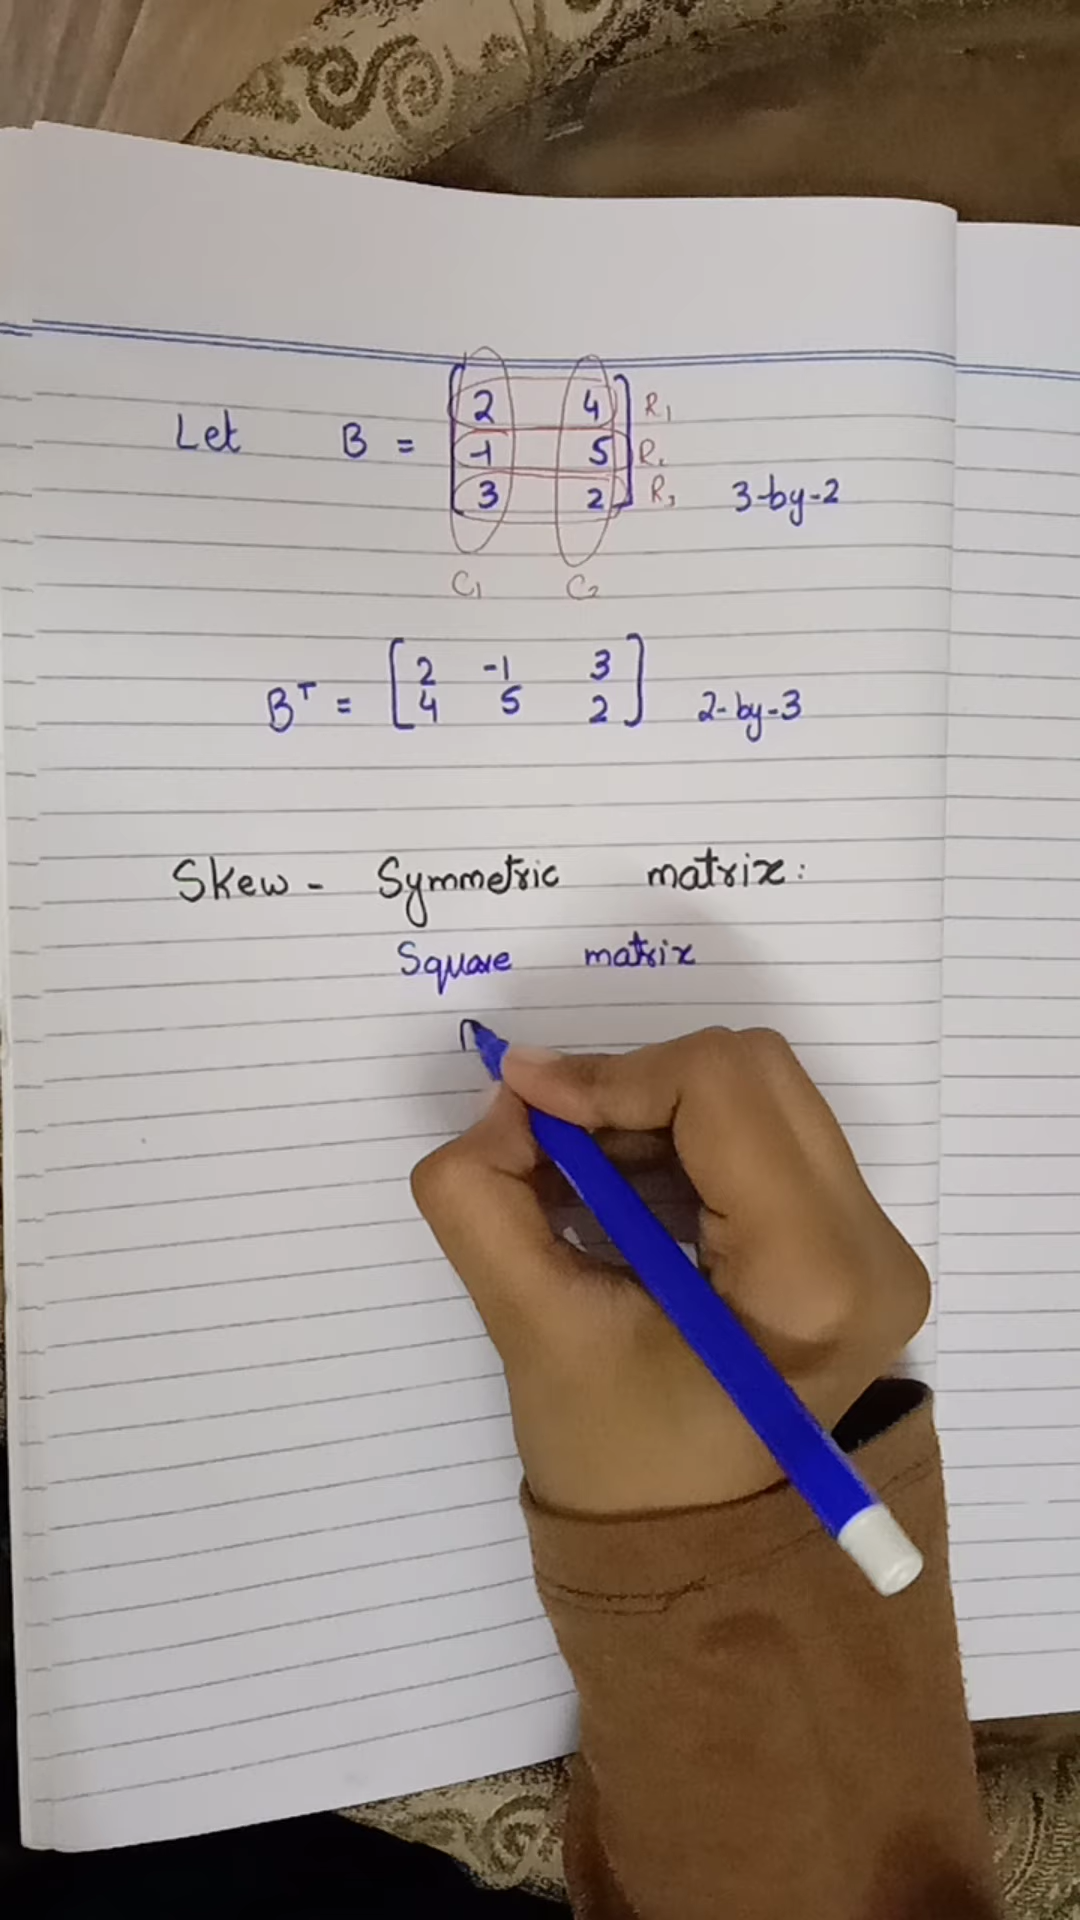 2 4 R1
Let B = -1 5 R2
3 2 R3 3-by-2
C1 C2
2 -1 3
B^T = 4 5 2 2-by-3
Skew - Symmetric matrix:
Square matrix